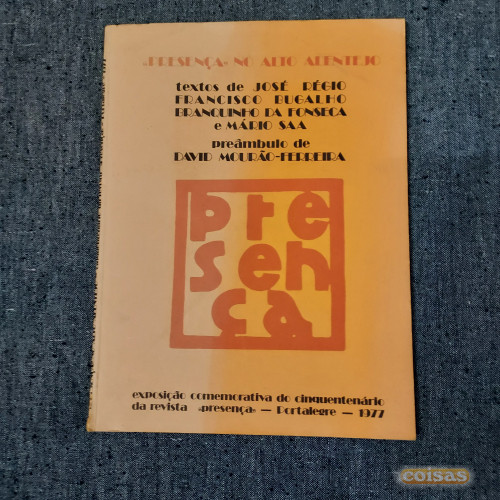 «PRESENÇA» NO ALTO ALENTEJO
textos de JOSÉ RÉGIO
FRANCISCO BUGALHO
BRANQUINHO DA FONSECA
e MÁRIO SAA
preâmbulo de
DAVID MOURÃO-FERREIRA
pre
sen
ça
exposição comemorativa do cinquentenário
da revista «presença» — Portalegre — 1977
coisas